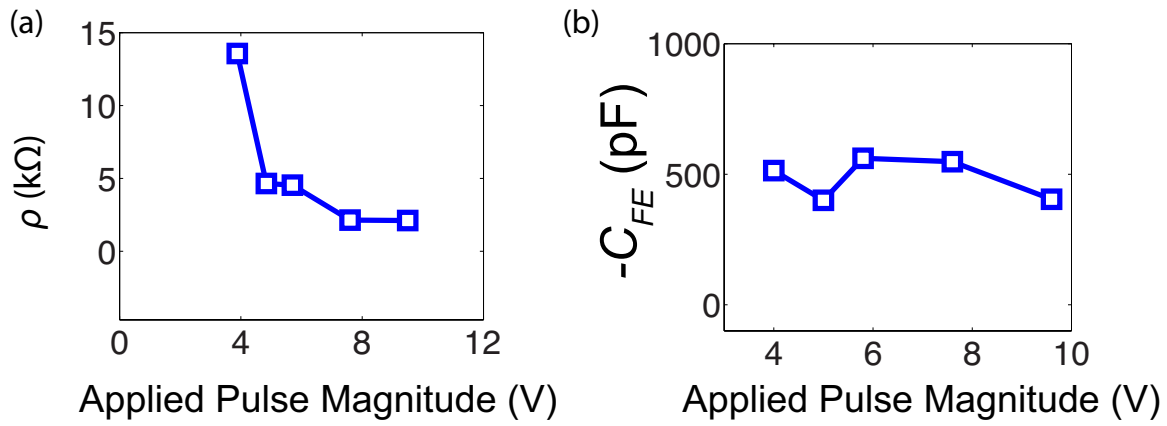 (a)
15
10
5
0
ρ (kΩ)
0 4 8 12
Applied Pulse Magnitude (V)
(b)
1000
500
0
-C_FE (pF)
4 6 8 10
Applied Pulse Magnitude (V)